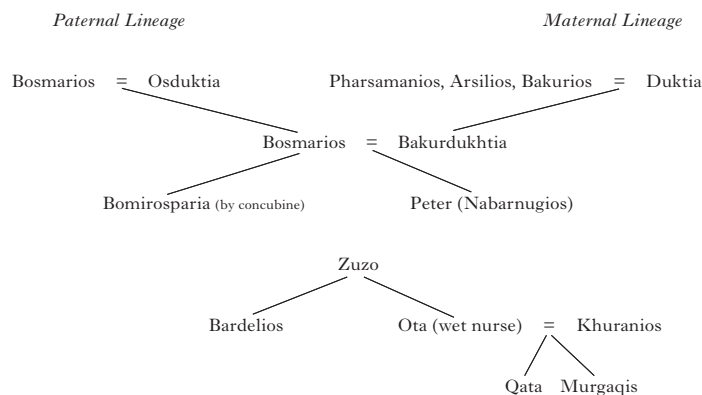 Paternal Lineage Maternal Lineage
Bosmarios = Osduktia Pharsamanios, Arsilios, Bakurios = Duktia
Bosmarios = Bakurdukhtia
Bomirosparia (by concubine) Peter (Nabarnugios)
Zuzo
Bardelios Ota (wet nurse) = Khuranios
Qata Murgaqis